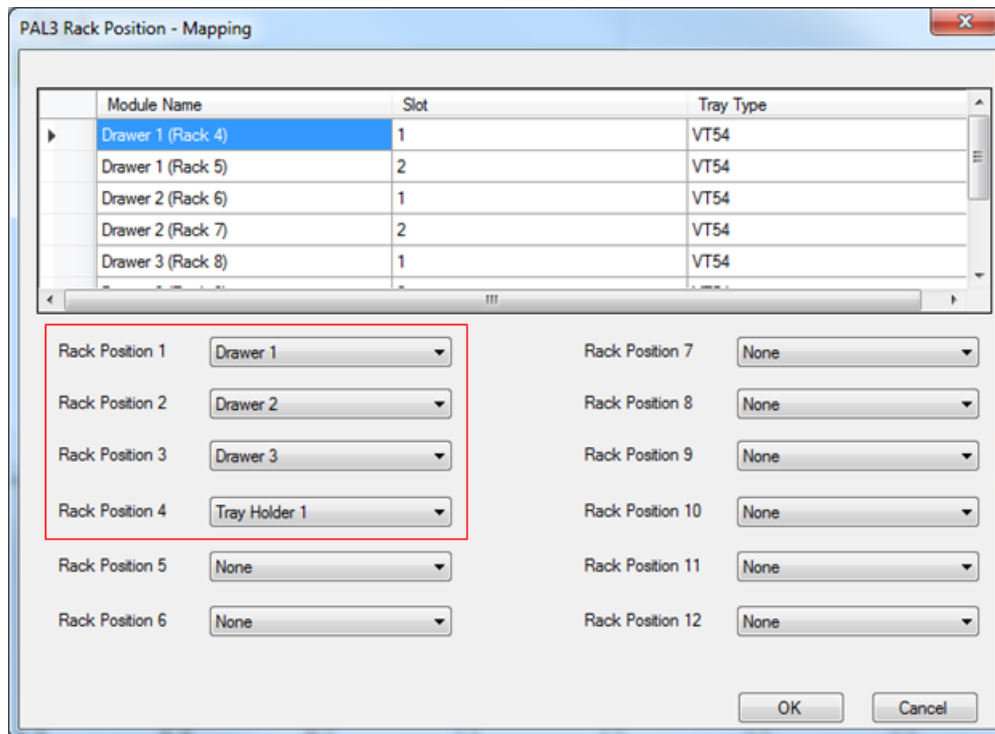 PAL3 Rack Position - Mapping
Module Name Slot Tray Type
Drawer 1 (Rack 4) 1 VT54
Drawer 1 (Rack 5) 2 VT54
Drawer 2 (Rack 6) 1 VT54
Drawer 2 (Rack 7) 2 VT54
Drawer 3 (Rack 8) 1 VT54
Rack Position 1 Drawer 1 Rack Position 7 None
Rack Position 2 Drawer 2 Rack Position 8 None
Rack Position 3 Drawer 3 Rack Position 9 None
Rack Position 4 Tray Holder 1 Rack Position 10 None
Rack Position 5 None Rack Position 11 None
Rack Position 6 None Rack Position 12 None
OK Cancel